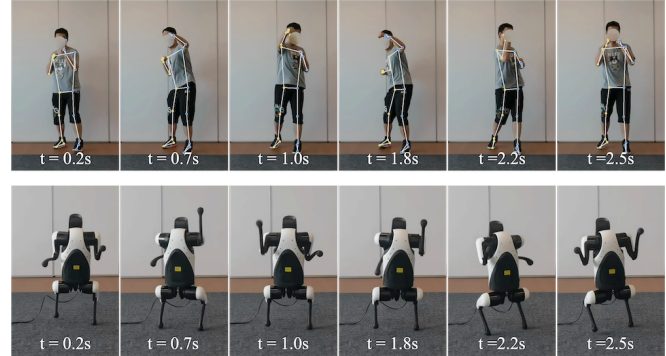 t = 0.2s t = 0.7s t = 1.0s t = 1.8s t =2.2s t =2.5s
t = 0.2s t = 0.7s t = 1.0s t = 1.8s t =2.2s t =2.5s